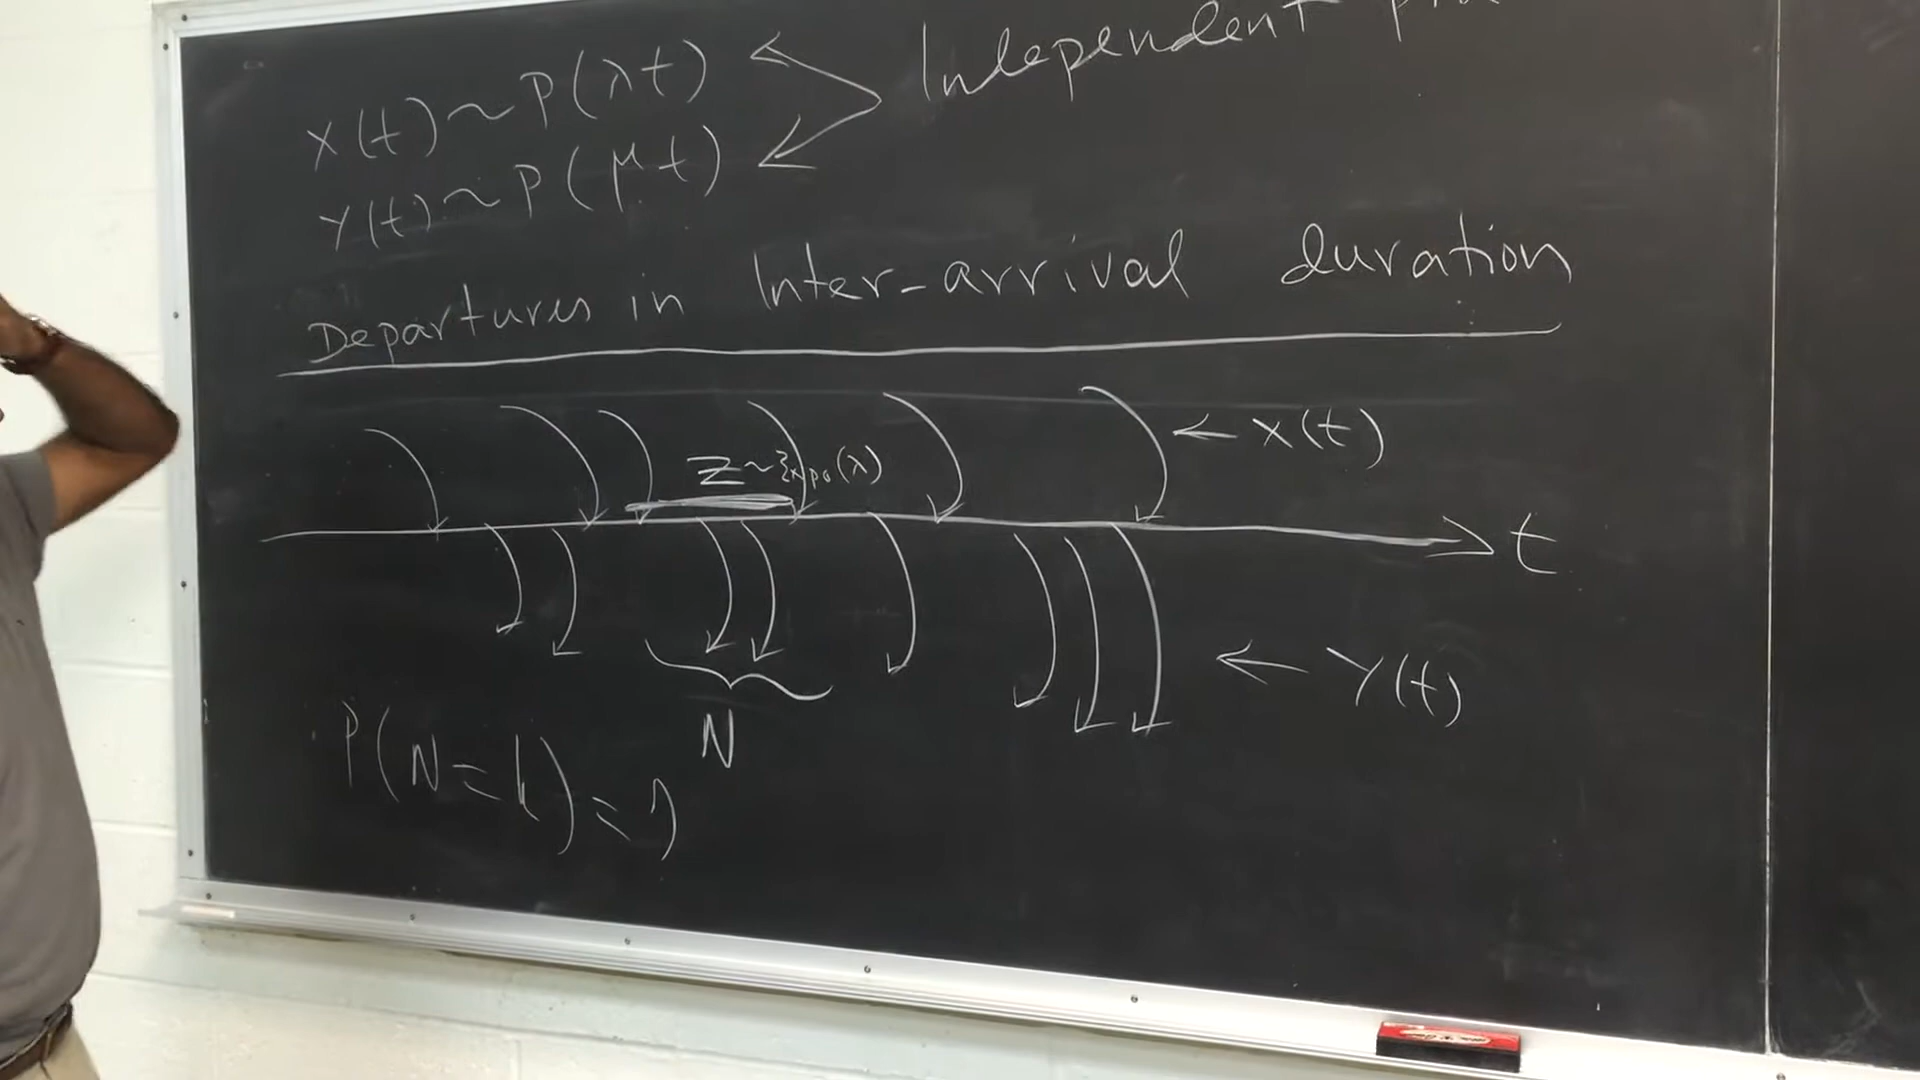 X(t) ~ P(λt)
Independent
Y(t) ~ P(μt)
Departures in Inter-arrival duration
← X(t)
Z ~ Expo(λ)
t
← Y(t)
N
P(N=k) = ?